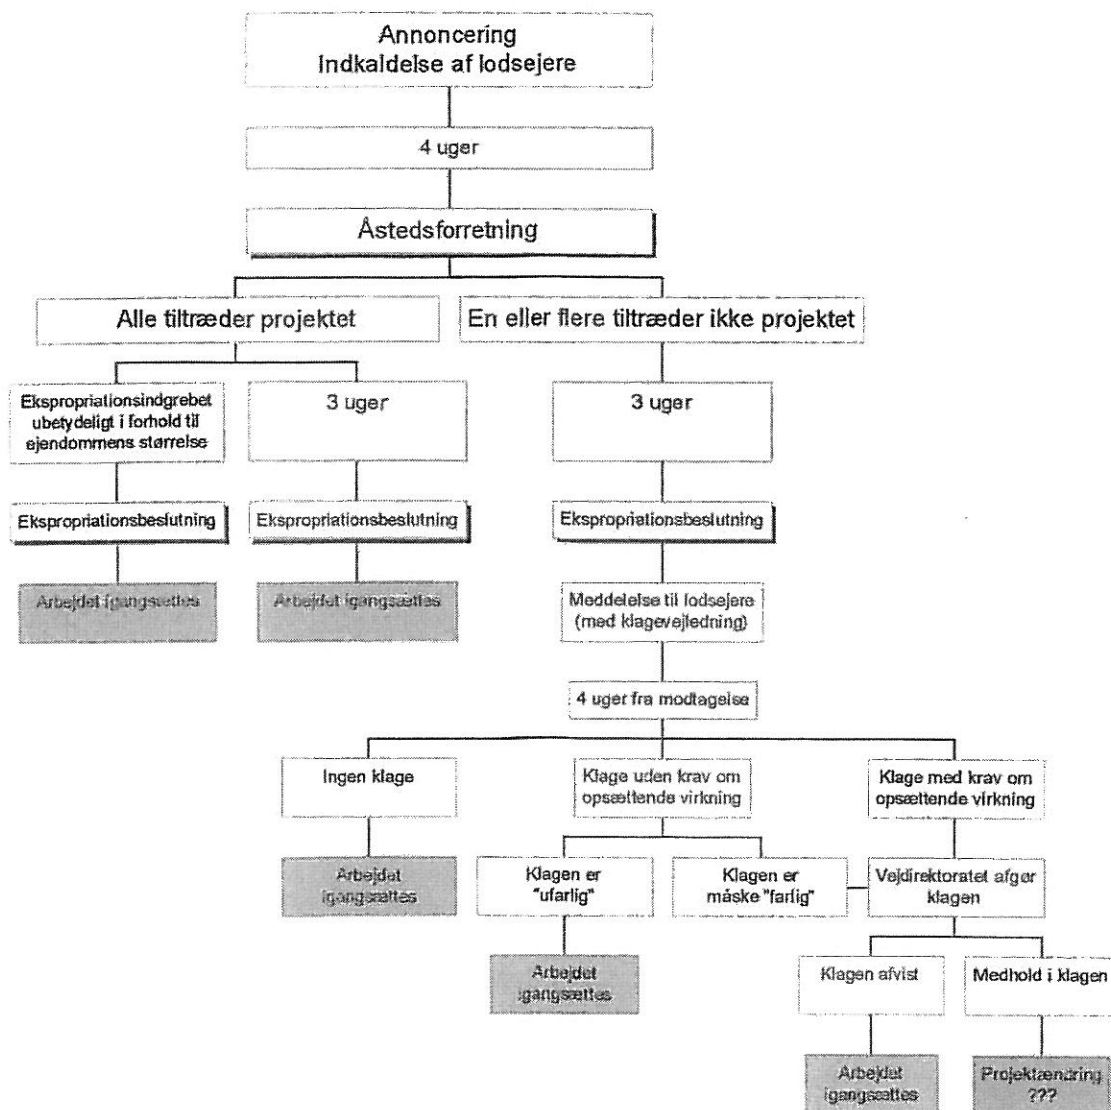 Annoncering
Indkaldelse af lodsejere
4 uger
Åstedsforretning
Alle tiltræder projektet
En eller flere tiltræder ikke projektet
Ekspropriationsindgrebet
ubetydeligt i forhold til
ejendommens størrelse
3 uger
3 uger
Ekspropriationsbeslutning
Ekspropriationsbeslutning
Ekspropriationsbeslutning
Arbejdet igangsættes
Arbejdet igangsættes
Meddelelse til lodsejere
(med klagevejledning)
4 uger fra modtagelse
Ingen klage
Klage uden krav om
opsættende virkning
Klage med krav om
opsættende virkning
Arbejdet
igangsættes
Klagen er
"ufarlig"
Klagen er
måske "farlig"
Vejdirektoratet afgør
klagen
Arbejdet
igangsættes
Klagen afvist
Medhold i klagen
Arbejdet
igangsættes
Projektændring
???